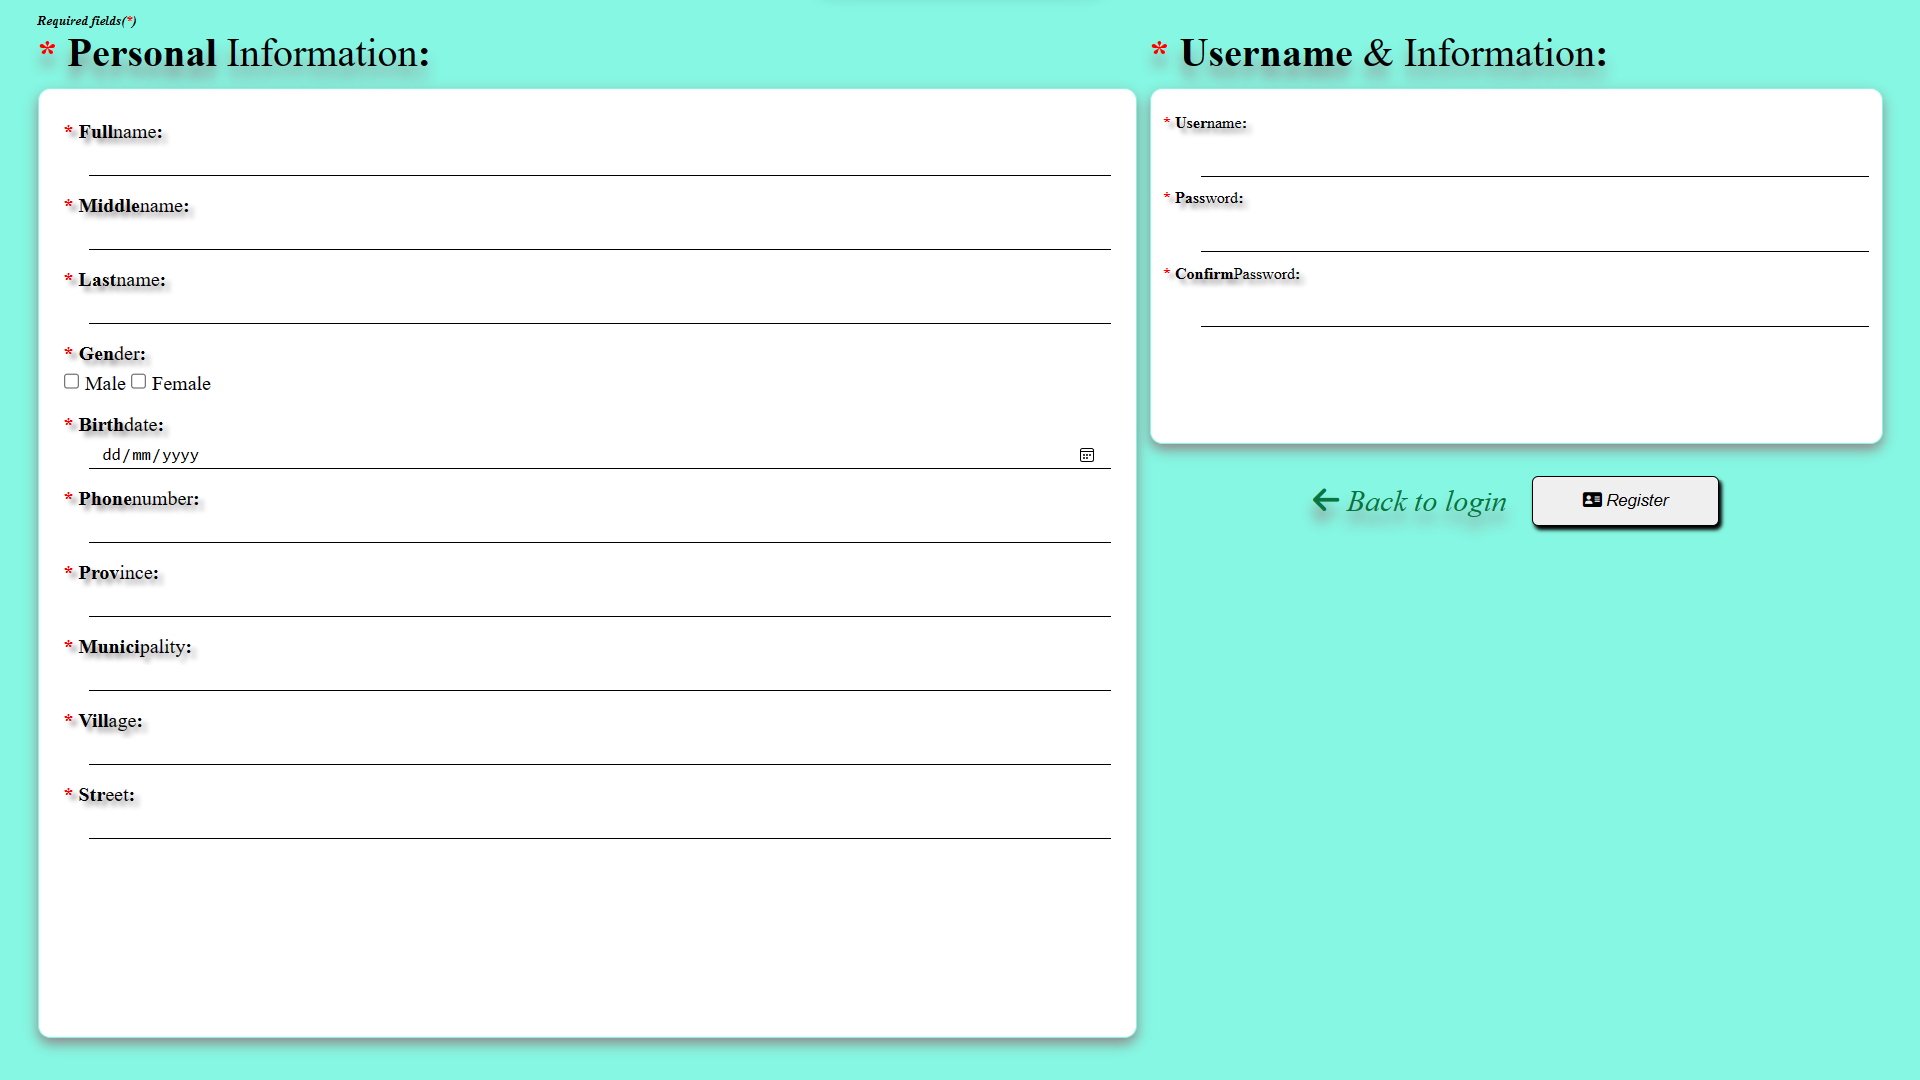 Required fields(*)
* Personal Information:
* Fullname:
* Middlename:
* Lastname:
* Gender:
Male Female
* Birthdate:
dd/mm/yyyy
* Phonenumber:
* Province:
* Municipality:
* Village:
* Street:
* Username & Information:
* Username:
* Password:
* ConfirmPassword:
Back to login
Register